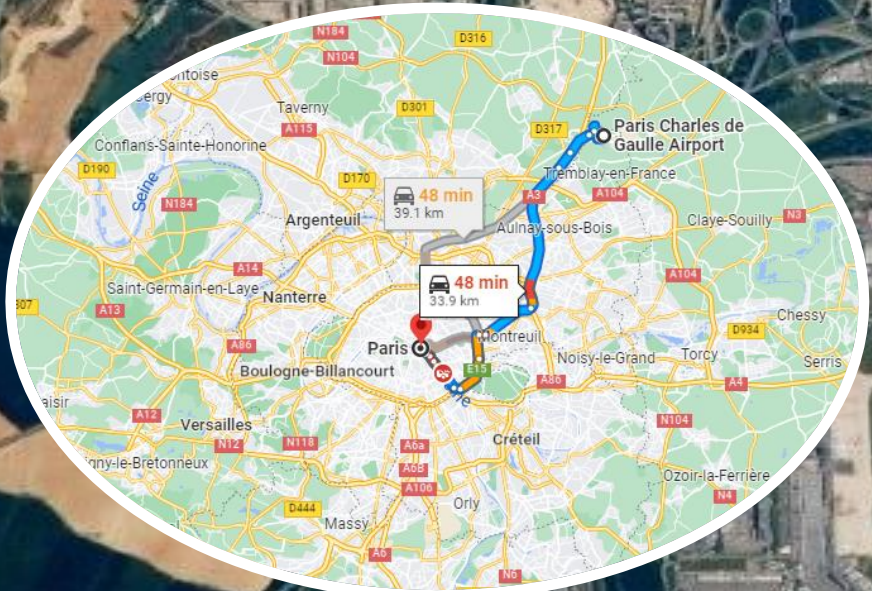 N184
D316
N104
Taverny
D301
A115
D317
Paris Charles de
Gaulle Airport
Conflans-Sainte-Honorine
D190
D170
Tremblay-en-France
Seine
N184
48 min
39.1 km
A3
A104
Argenteuil
Aulnay-sous-Bois
Claye-Souilly
N3
A14
A104
Saint-Germain-en-Laye
Nanterre
48 min
33.9 km
A13
Chessy
A86
Paris
Montreuil
D934
Noisy-le-Grand
Torcy
Serris
Boulogne-Billancourt
E15
A86
A4
A12
Versailles
N104
N12
N118
A6a
Créteil
A6B
A106
Ozoir-la-Ferrière
N4
D444
Orly
Massy
A6
N6